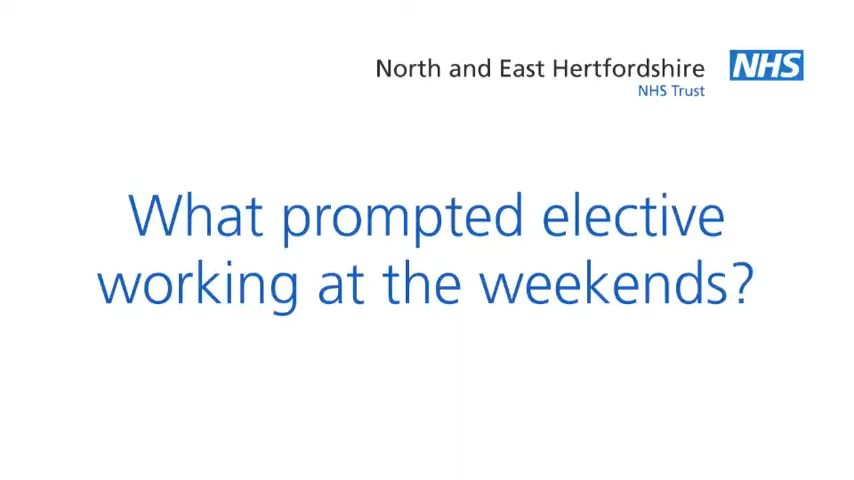 North and East Hertfordshire NHS
NHS Trust
What prompted elective
working at the weekends?